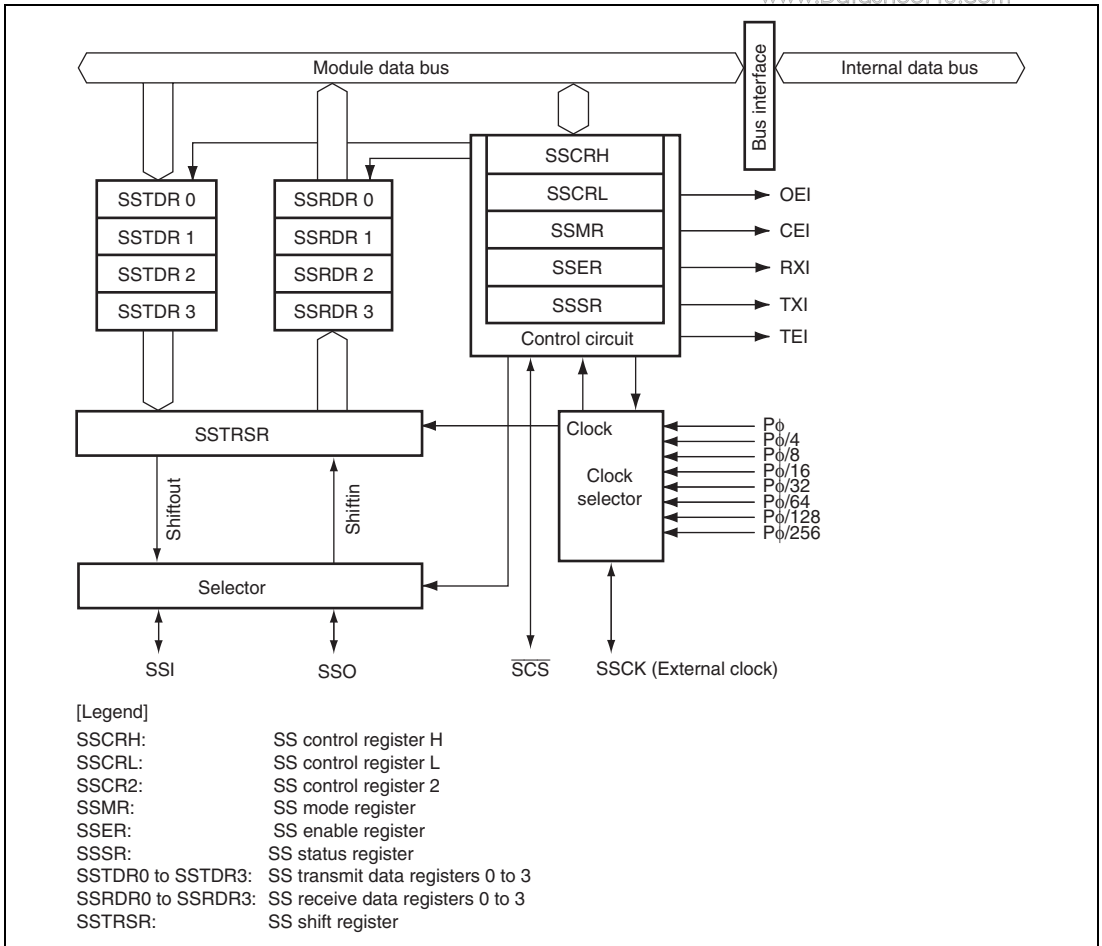 www.DataSheet4U.com
Module data bus
Bus interface
Internal data bus
SSCRH
SSCRL
SSMR
SSER
SSSR
Control circuit
SSTDR 0
SSTDR 1
SSTDR 2
SSTDR 3
SSRDR 0
SSRDR 1
SSRDR 2
SSRDR 3
OEI
CEI
RXI
TXI
TEI
SSTRSR
Clock
Clock
selector
Pϕ
Pϕ/4
Pϕ/8
Pϕ/16
Pϕ/32
Pϕ/64
Pϕ/128
Pϕ/256
Shiftout
Shiftin
Selector
SSI
SSO
SCS
SSCK (External clock)
[Legend]
SSCRH: SS control register H
SSCRL: SS control register L
SSCR2: SS control register 2
SSMR: SS mode register
SSER: SS enable register
SSSR: SS status register
SSTDR0 to SSTDR3: SS transmit data registers 0 to 3
SSRDR0 to SSRDR3: SS receive data registers 0 to 3
SSTRSR: SS shift register